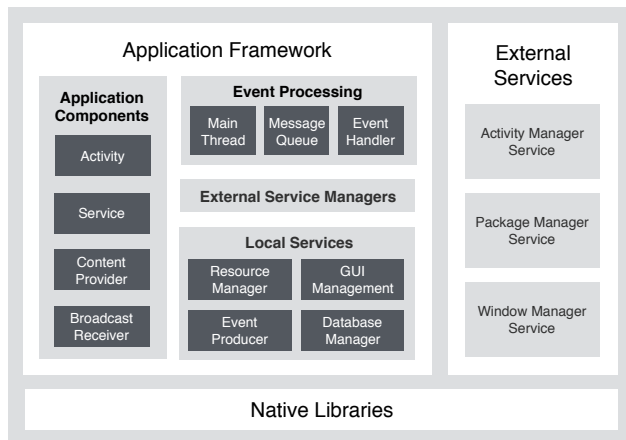 Application Framework
Application
Components
Activity
Service
Content
Provider
Broadcast
Receiver
Event Processing
Main
Thread
Message
Queue
Event
Handler
External Service Managers
Local Services
Resource
Manager
GUI
Management
Event
Producer
Database
Manager
External
Services
Activity Manager
Service
Package Manager
Service
Window Manager
Service
Native Libraries